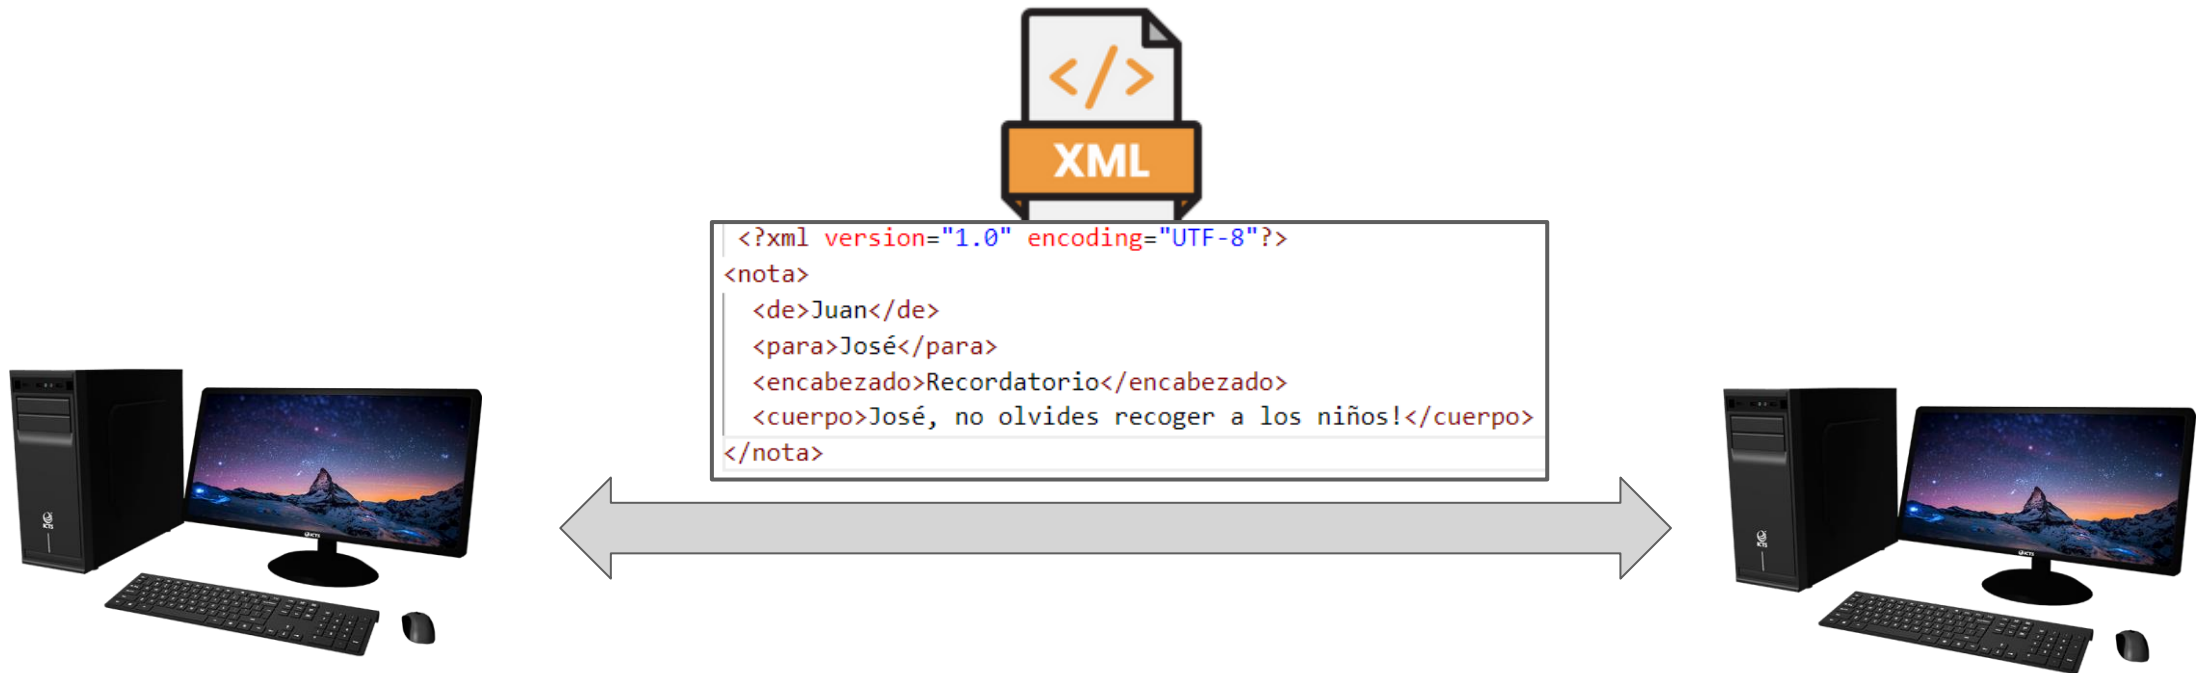 </>
XML
<?xml version="1.0" encoding="UTF-8"?>
<nota>
<de>Juan</de>
<para>José</para>
<encabezado>Recordatorio</encabezado>
<cuerpo>José, no olvides recoger a los niños!</cuerpo>
</nota>